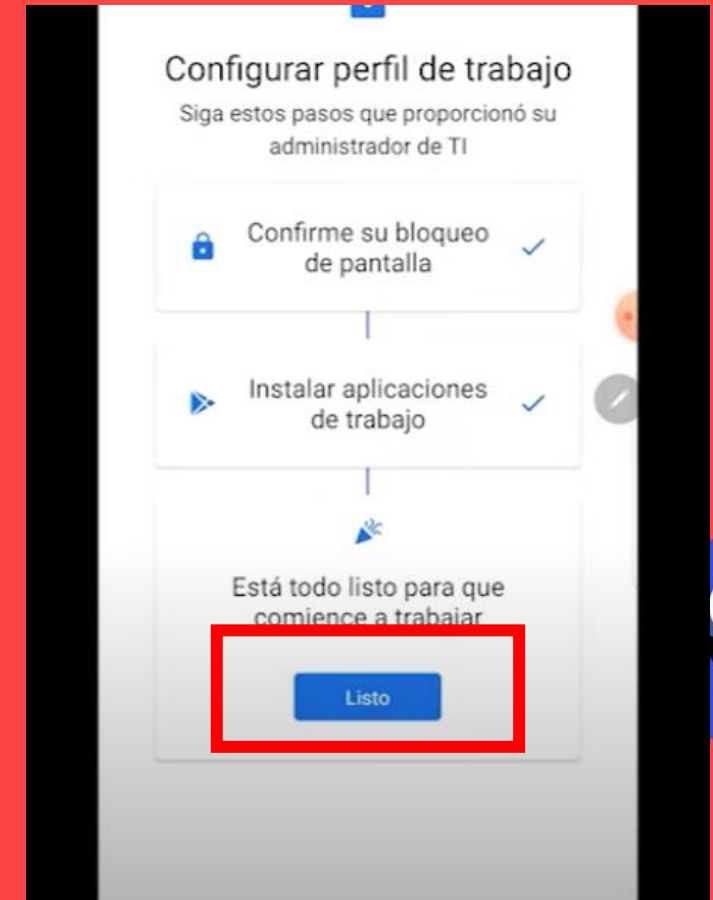 Configurar perfil de trabajo
Siga estos pasos que proporcionó su
administrador de TI
Confirme su bloqueo
de pantalla
Instalar aplicaciones
de trabajo
Está todo listo para que
comience a trabajar
Listo